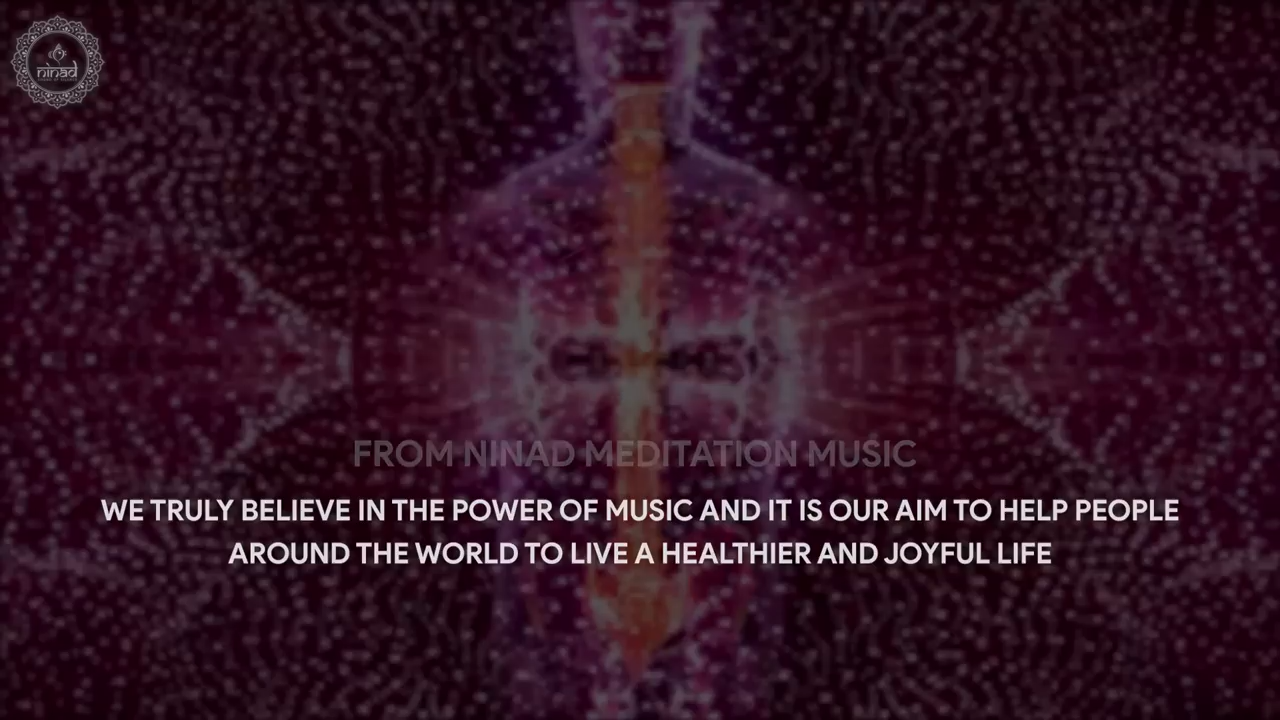 ninad
FROM NINAD MEDITATION MUSIC
WE TRULY BELIEVE IN THE POWER OF MUSIC AND IT IS OUR AIM TO HELP PEOPLE
AROUND THE WORLD TO LIVE A HEALTHIER AND JOYFUL LIFE